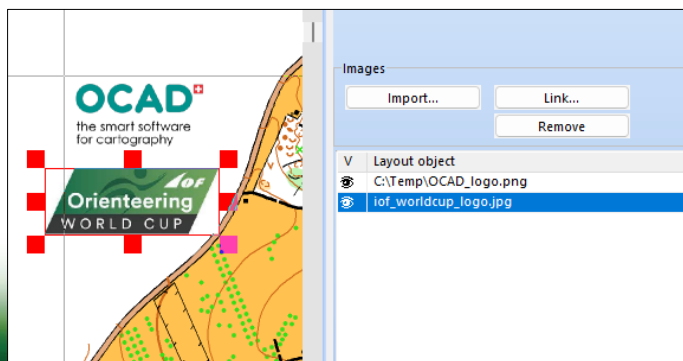 OCAD
the smart software
for cartography
IOF
Orienteering
WORLD CUP
Images
Import...
Link...
Remove
V Layout object
C:\Temp\OCAD_logo.png
iof_worldcup_logo.jpg